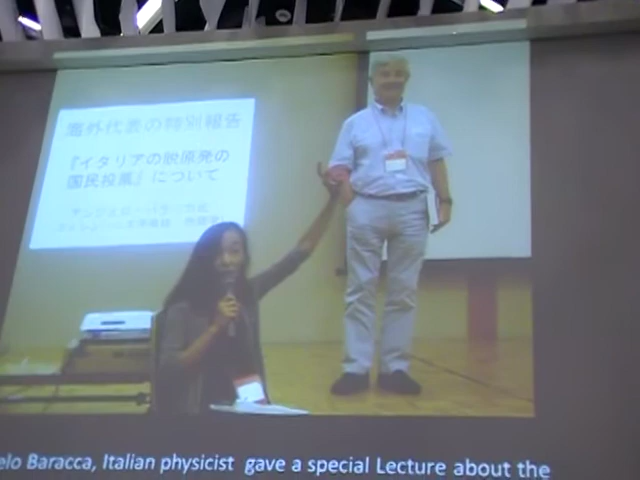 海外代表の特別報告
『イタリアの脱原発の
国民投票』について
elo Baracca, Italian physicist gave a special Lecture about the